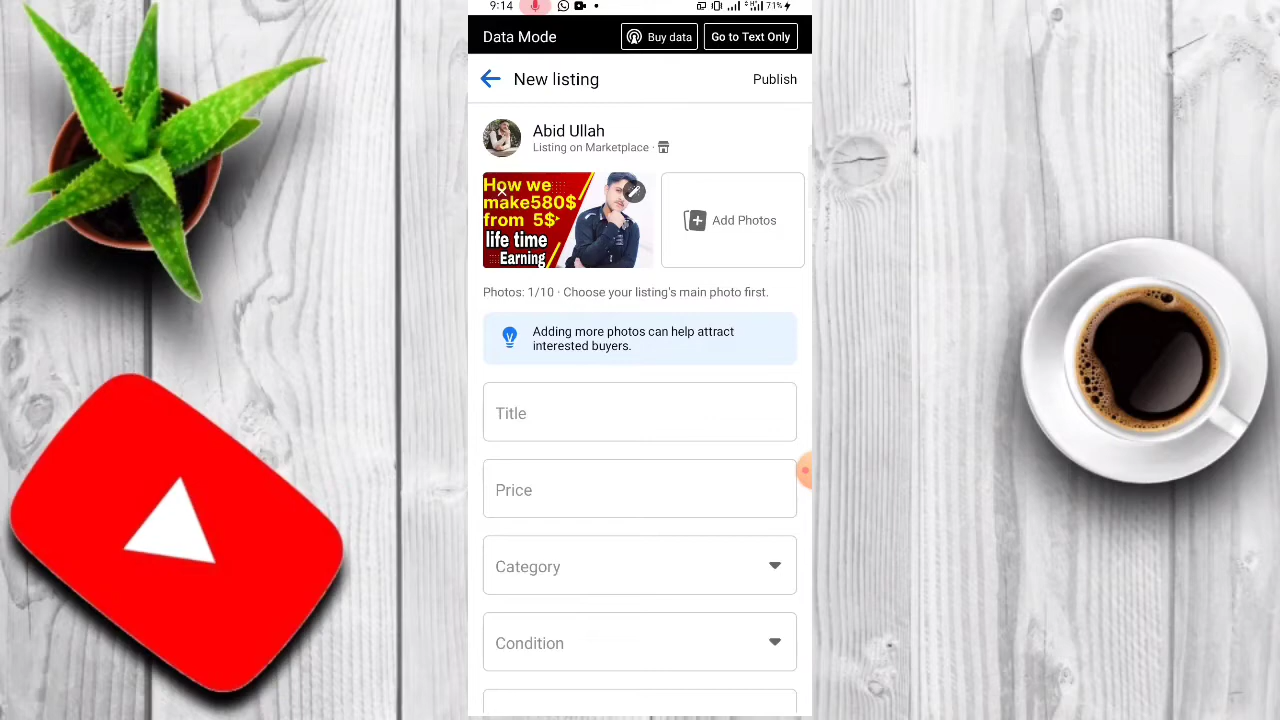 9:14
71%
Data Mode
Buy data
Go to Text Only
New listing
Publish
Abid Ullah
Listing on Marketplace ·
How we
make580$
from 5$
life time
Earning
Add Photos
Photos: 1/10 · Choose your listing's main photo first.
Adding more photos can help attract
interested buyers.
Title
Price
Category
Condition